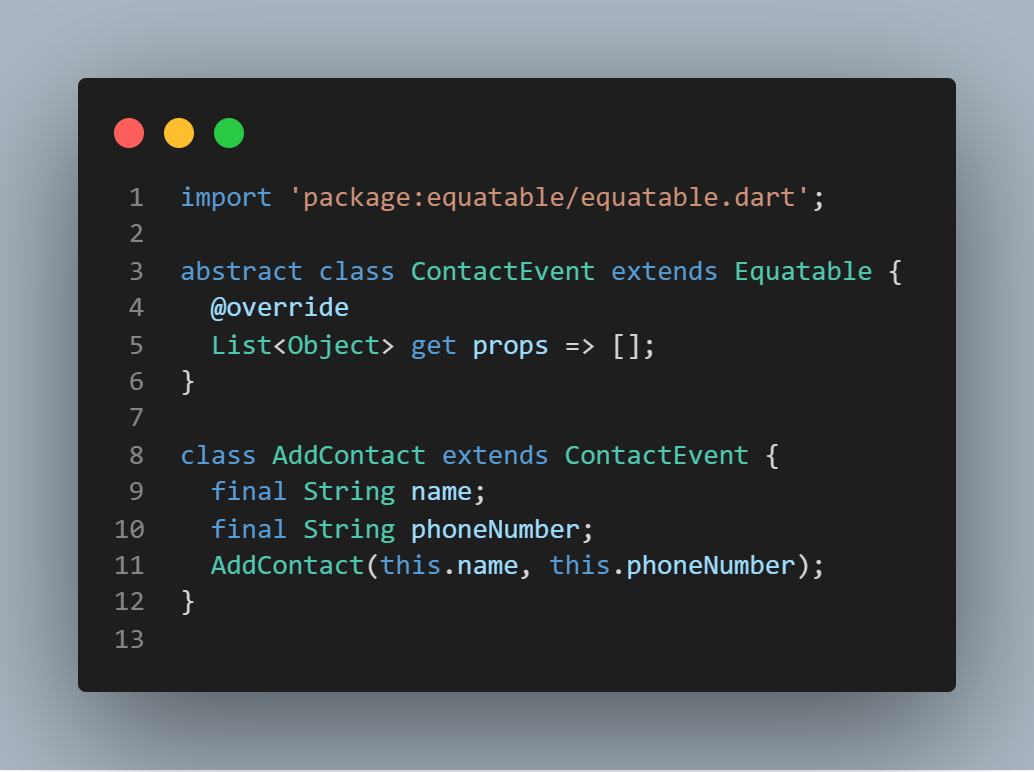 1 import 'package:equatable/equatable.dart';
2
3 abstract class ContactEvent extends Equatable {
4   @override
5   List<Object> get props => [];
6 }
7
8 class AddContact extends ContactEvent {
9   final String name;
10   final String phoneNumber;
11   AddContact(this.name, this.phoneNumber);
12 }
13